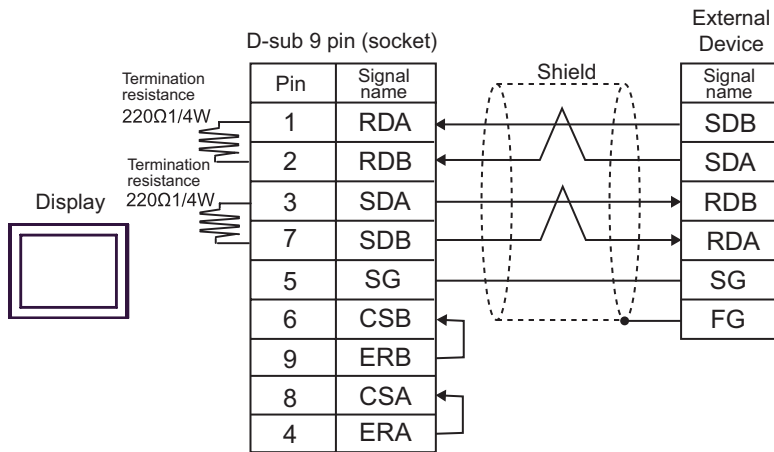 External
Device
D-sub 9 pin (socket)
Shield
Termination
resistance
220Ω1/4W
Termination
resistance
220Ω1/4W
Display
Pin Signal name
1 RDA
2 RDB
3 SDA
7 SDB
5 SG
6 CSB
9 ERB
8 CSA
4 ERA
Signal name
SDB
SDA
RDB
RDA
SG
FG